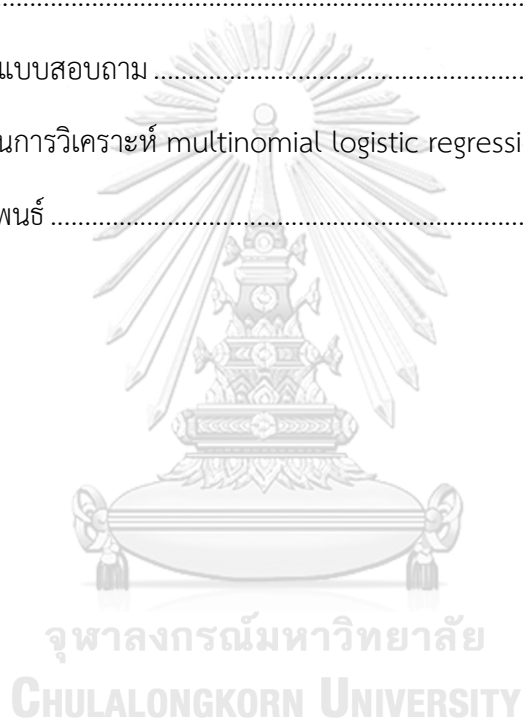 ................................................................................
แบบสอบถาม ................................................................
นการวิเคราะห์ multinomial logistic regressi
พนธ์ ................................................................................
จุฬาลงกรณ์มหาวิทยาลัย
CHULALONGKORN UNIVERSITY